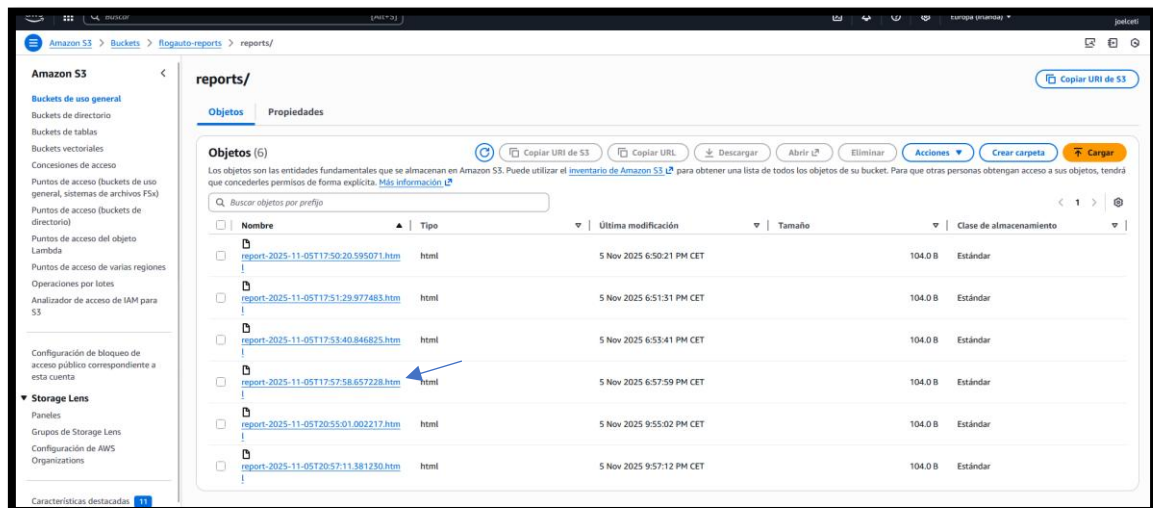 Buscar
[Alt+S]
Europa (Irlanda)
joelceti
Amazon S3 > Buckets > flogauto-reports > reports/
Amazon S3
Buckets de uso general
Buckets de directorio
Buckets de tablas
Buckets vectoriales
Concesiones de acceso
Puntos de acceso (buckets de uso
general, sistemas de archivos FSx)
Puntos de acceso (buckets de
directorio)
Puntos de acceso del objeto
Lambda
Puntos de acceso de varias regiones
Operaciones por lotes
Analizador de acceso de IAM para
S3
Configuración de bloqueo de
acceso público correspondiente a
esta cuenta
Storage Lens
Paneles
Grupos de Storage Lens
Configuración de AWS
Organizations
Características destacadas 11
reports/
Copiar URI de S3
Objetos Propiedades
Objetos (6)
Copiar URI de S3 Copiar URL Descargar Abrir Eliminar Acciones Crear carpeta Cargar
Los objetos son las entidades fundamentales que se almacenan en Amazon S3. Puede utilizar el inventario de Amazon S3 para obtener una lista de todos los objetos de su bucket. Para que otras personas obtengan acceso a sus objetos, tendrá
que concederles permisos de forma explícita. Más información
Buscar objetos por prefijo
< 1 >
Nombre Tipo Última modificación Tamaño Clase de almacenamiento
report-2025-11-05T17:50:20.595071.htm html 5 Nov 2025 6:50:21 PM CET 104.0 B Estándar
l
report-2025-11-05T17:51:29.977483.htm html 5 Nov 2025 6:51:31 PM CET 104.0 B Estándar
l
report-2025-11-05T17:53:40.846825.htm html 5 Nov 2025 6:53:41 PM CET 104.0 B Estándar
l
report-2025-11-05T17:57:58.657228.htm html 5 Nov 2025 6:57:59 PM CET 104.0 B Estándar
l
report-2025-11-05T20:55:01.002217.htm html 5 Nov 2025 9:55:02 PM CET 104.0 B Estándar
l
report-2025-11-05T20:57:11.381230.htm html 5 Nov 2025 9:57:12 PM CET 104.0 B Estándar
l